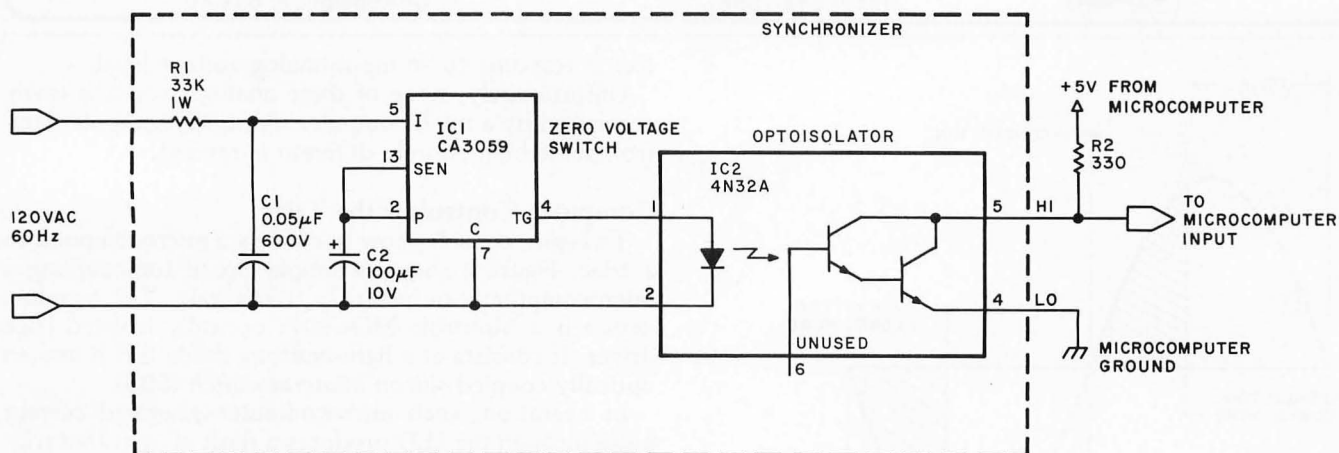 SYNCHRONIZER
R1
33K
1W
5
I
IC1
CA3059
ZERO VOLTAGE
SWITCH
13
SEN
2
P
TG
4
C
7
C1
0.05µF
600V
+
C2
100µF
10V
120VAC
60Hz
OPTOISOLATOR
IC2
4N32A
1
2
5
HI
4
LO
UNUSED
6
+5V FROM
MICROCOMPUTER
R2
330
TO
MICROCOMPUTER
INPUT
MICROCOMPUTER
GROUND